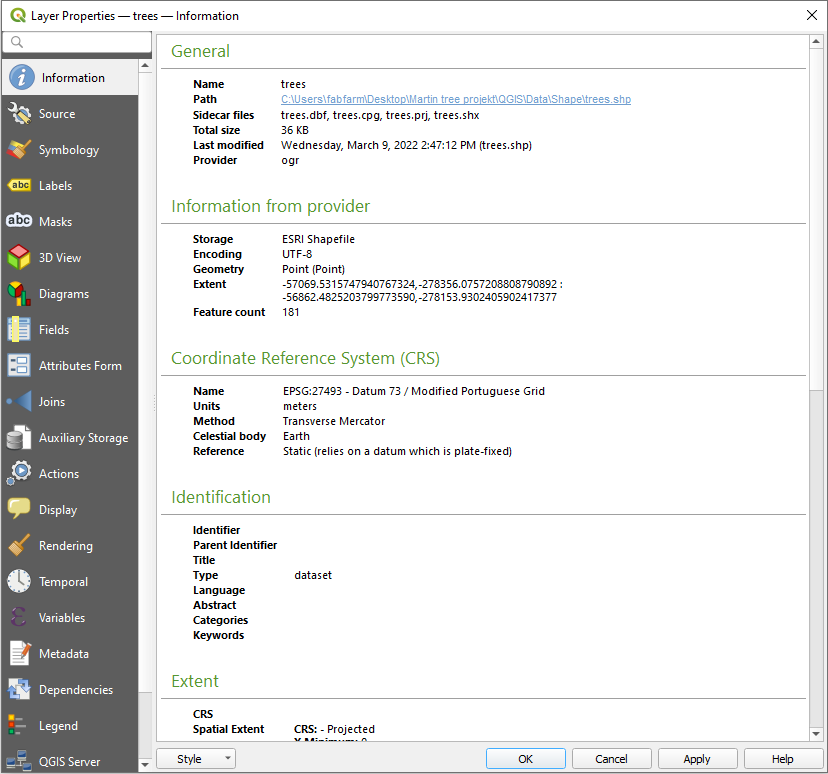 Layer Properties — trees — Information
General
Information
Source
Symbology
Labels
Masks
3D View
Diagrams
Fields
Attributes Form
Joins
Auxiliary Storage
Actions
Display
Rendering
Temporal
Variables
Metadata
Dependencies
Legend
QGIS Server
Name trees
Path C:\Users\fabfarm\Desktop\Martin tree projekt\QGIS\Data\Shape\trees.shp
Sidecar files trees.dbf, trees.cpg, trees.prj, trees.shx
Total size 36 KB
Last modified Wednesday, March 9, 2022 2:47:12 PM (trees.shp)
Provider ogr
Information from provider
Storage ESRI Shapefile
Encoding UTF-8
Geometry Point (Point)
Extent -57069.5315747940767324,-278356.0757208808790892 :
-56862.4825203799773590,-278153.9302405902417377
Feature count 181
Coordinate Reference System (CRS)
Name EPSG:27493 - Datum 73 / Modified Portuguese Grid
Units meters
Method Transverse Mercator
Celestial body Earth
Reference Static (relies on a datum which is plate-fixed)
Identification
Identifier
Parent Identifier
Title
Type dataset
Language
Abstract
Categories
Keywords
Extent
CRS
Spatial Extent CRS: - Projected
X Minimum: 0
Style OK Cancel Apply Help